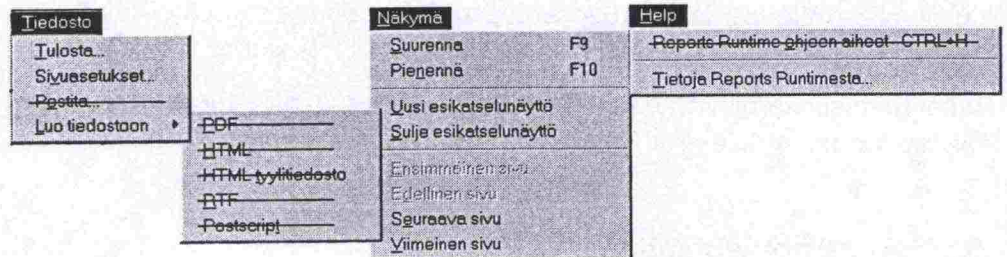 Tiedosto
Tulosta...
Sivuasetukset...
Postita...
Luo tiedostoon
PDF
HTML
HTML tyylitiedosto
RTF
Postscript
Näkymä
Suurenna F9
Pienennä F10
Uusi esikatselunäyttö
Sulje esikatselunäyttö
Ensimmäinen sivu
Edellinen sivu
Seuraava sivu
Viimeinen sivu
Help
Reports Runtime ohjeen aiheet CTRL+H
Tietoja Reports Runtimesta...